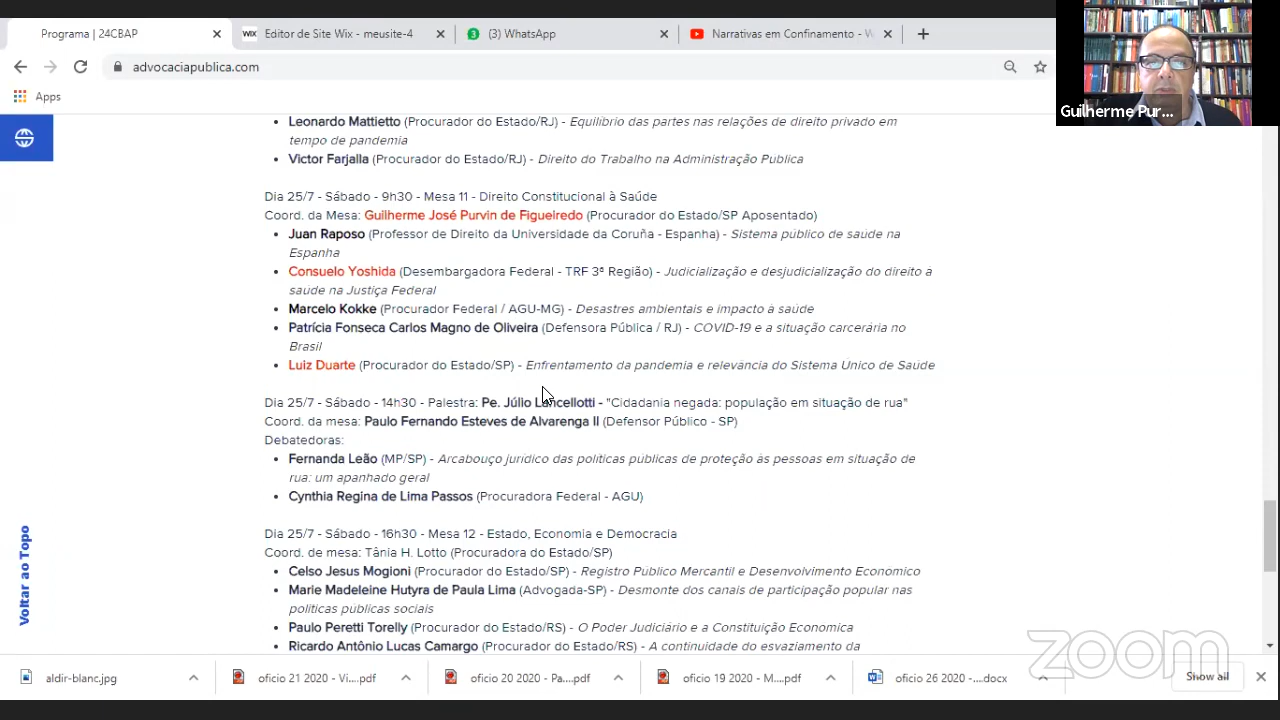 Programa | 24CBAP
WIX Editor de Site Wix - meusite-4
(3) WhatsApp
Narrativas em Confinamento - W
advocaciapublica.com
Apps
Guilherme Pur...
Leonardo Mattietto (Procurador do Estado/RJ) - Equilíbrio das partes nas relações de direito privado em
tempo de pandemia
Victor Farjalla (Procurador do Estado/RJ) - Direito do Trabalho na Administração Publica
Dia 25/7 - Sábado - 9h30 - Mesa 11 - Direito Constitucional à Saúde
Coord. da Mesa: Guilherme José Purvin de Figueiredo (Procurador do Estado/SP Aposentado)
Juan Raposo (Professor de Direito da Universidade da Coruña - Espanha) - Sistema público de saúde na
Espanha
Consuelo Yoshida (Desembargadora Federal - TRF 3ª Região) - Judicialização e desjudicialização do direito à
saúde na Justiça Federal
Marcelo Kokke (Procurador Federal / AGU-MG) - Desastres ambientais e impacto à saúde
Patrícia Fonseca Carlos Magno de Oliveira (Defensora Pública / RJ) - COVID-19 e a situação carcerária no
Brasil
Luiz Duarte (Procurador do Estado/SP) - Enfrentamento da pandemia e relevancia do Sistema Único de Saúde
Dia 25/7 - Sábado - 14h30 - Palestra: Pe. Júlio Lancellotti - "Cidadania negada: população em situação de rua"
Coord. da mesa: Paulo Fernando Esteves de Alvarenga II (Defensor Público - SP)
Debatedoras:
Fernanda Leão (MP/SP) - Arcabouço jurídico das políticas públicas de proteção às pessoas em situação de
rua: um apanhado geral
Cynthia Regina de Lima Passos (Procuradora Federal - AGU)
Dia 25/7 - Sábado - 16h30 - Mesa 12 - Estado, Economia e Democracia
Coord. de mesa: Tânia H. Lotto (Procuradora do Estado/SP)
Celso Jesus Mogioni (Procurador do Estado/SP) - Registro Público Mercantil e Desenvolvimento Economico
Marie Madeleine Hutyra de Paula Lima (Advogada-SP) - Desmonte dos canais de participação popular nas
políticas públicas sociais
Paulo Peretti Torelly (Procurador do Estado/RS) - O Poder Judiciário e a Constituição Economica
Ricardo Antônio Lucas Camargo (Procurador do Estado/RS) - A continuidade do esvaziamento da
Voltar ao Topo
zoom
aldir-blanc.jpg
oficio 21 2020 - Vi....pdf
oficio 20 2020 - Pa....pdf
oficio 19 2020 - M....pdf
oficio 26 2020 -....docx
Show all